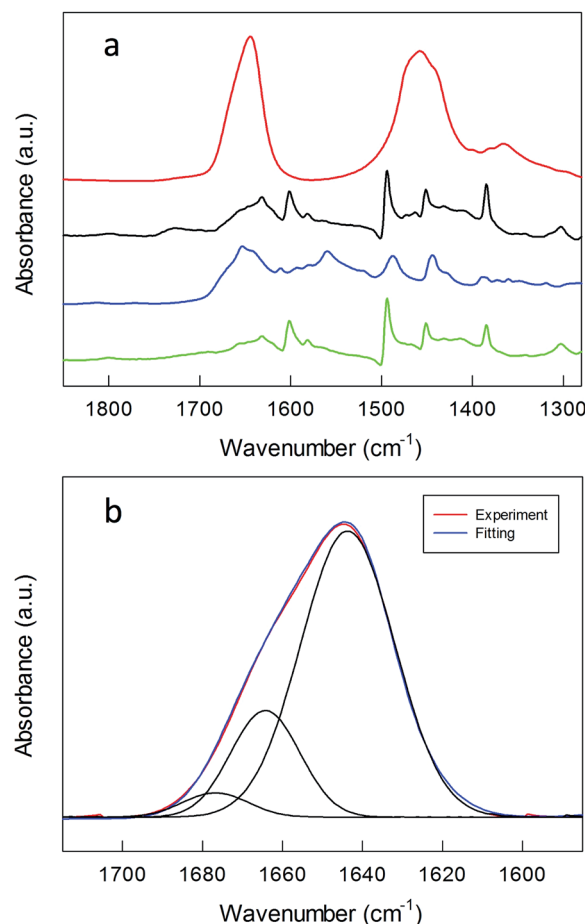 a
Absorbance (a.u.)
1800 1700 1600 1500 1400 1300
Wavenumber (cm⁻¹)
b
Experiment
Fitting
Absorbance (a.u.)
1700 1680 1660 1640 1620 1600
Wavenumber (cm⁻¹)